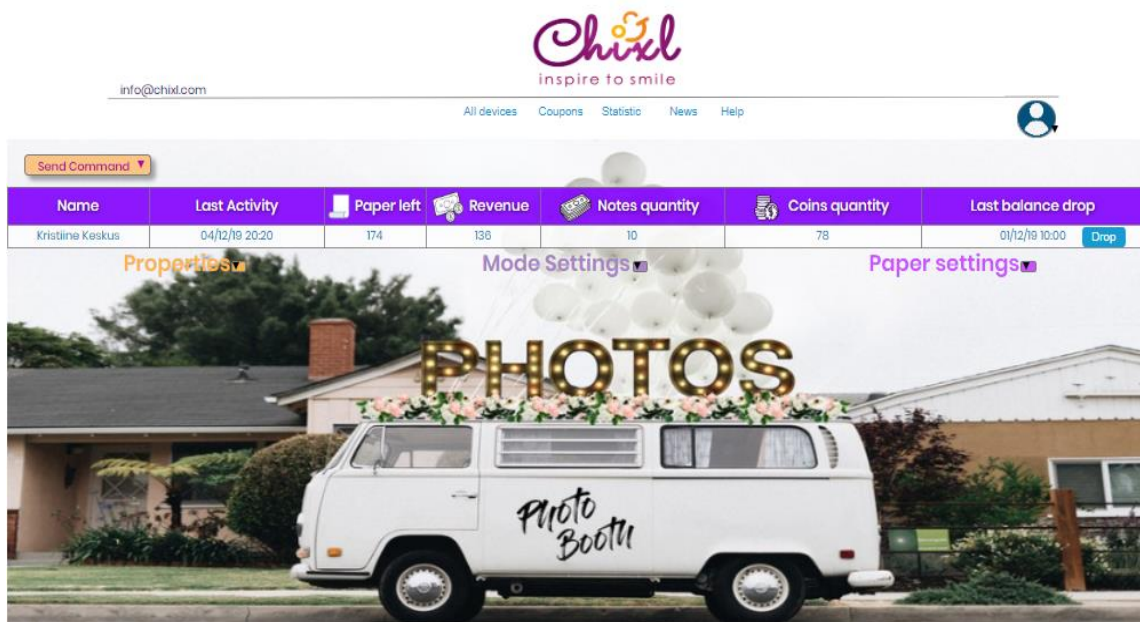 Chixl
inspire to smile
info@chixl.com
All devices Coupons Statistic News Help
Send Command
Name Last Activity Paper left Revenue Notes quantity Coins quantity Last balance drop
Kristiine Keskus 04/12/19 20:20 174 136 10 78 01/12/19 10:00 Drop
Properties Mode Settings Paper settings
PHOTOS
Photo
Booth